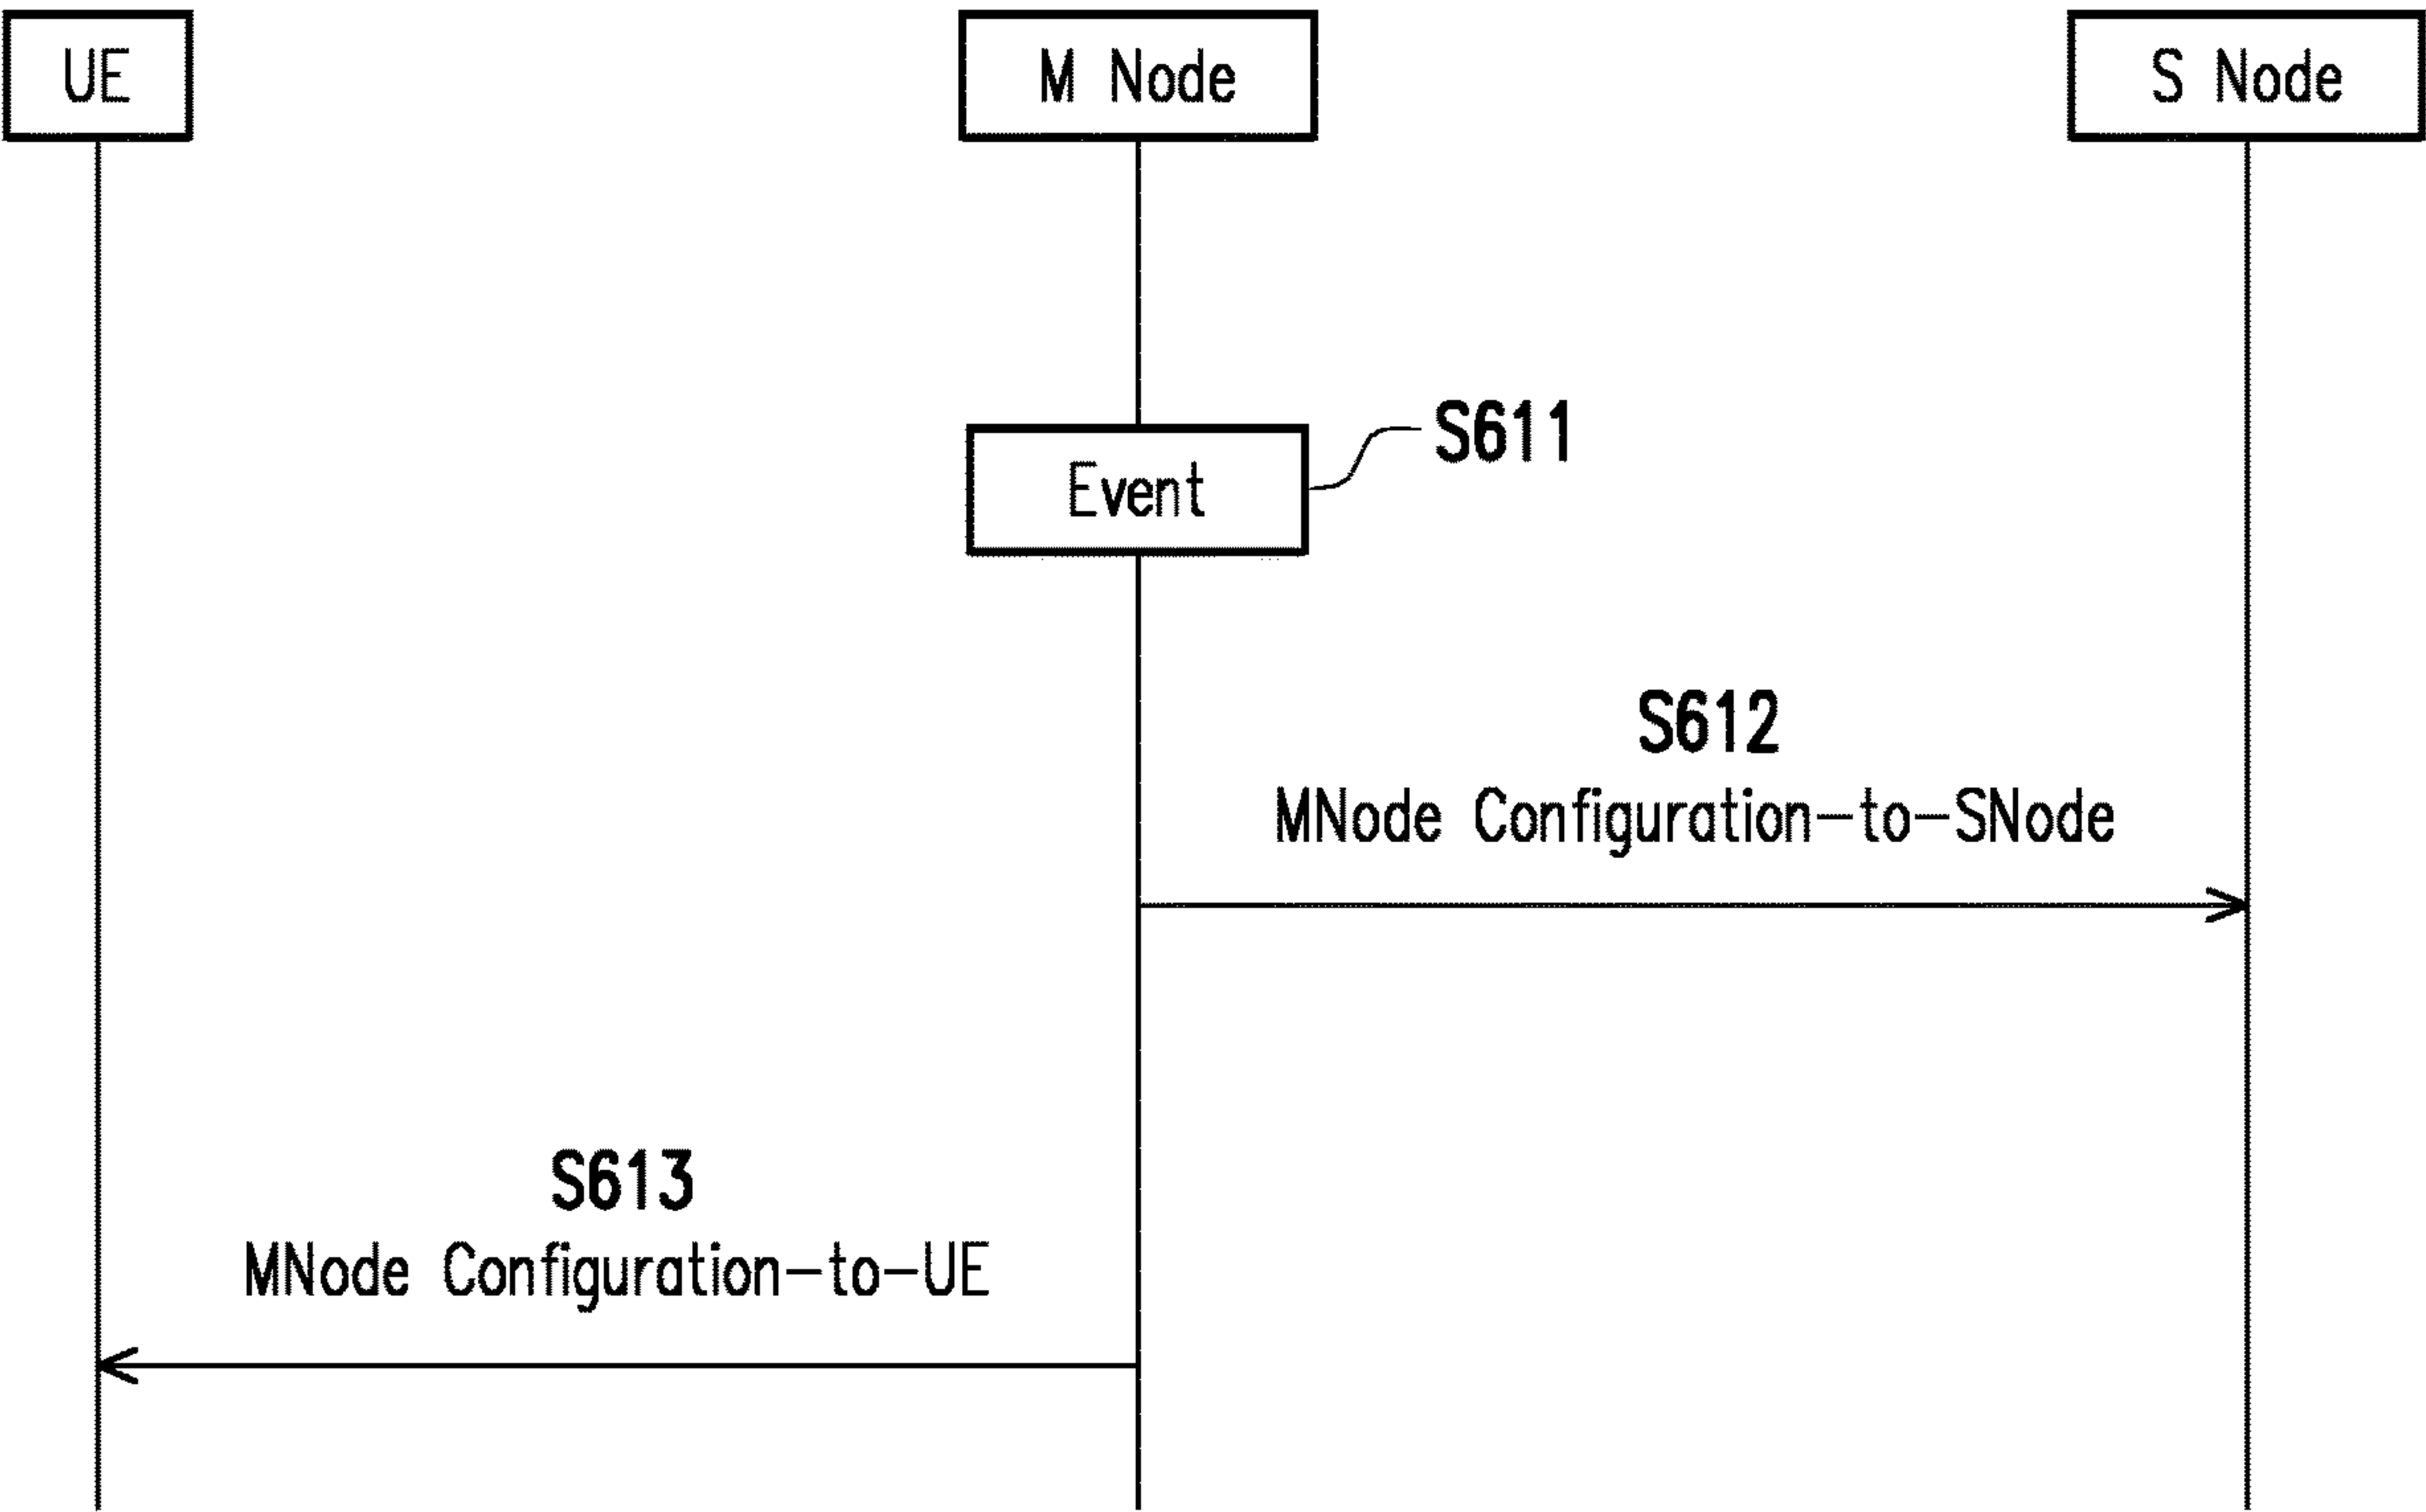 UE
M Node
S Node
Event
S611
S612
MNode Configuration-to-SNode
S613
MNode Configuration-to-UE